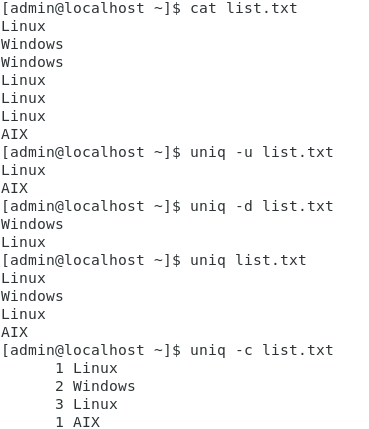 [admin@localhost ~]$ cat list.txt
Linux
Windows
Windows
Linux
Linux
Linux
AIX
[admin@localhost ~]$ uniq -u list.txt
Linux
AIX
[admin@localhost ~]$ uniq -d list.txt
Windows
Linux
[admin@localhost ~]$ uniq list.txt
Linux
Windows
Linux
AIX
[admin@localhost ~]$ uniq -c list.txt
      1 Linux
      2 Windows
      3 Linux
      1 AIX